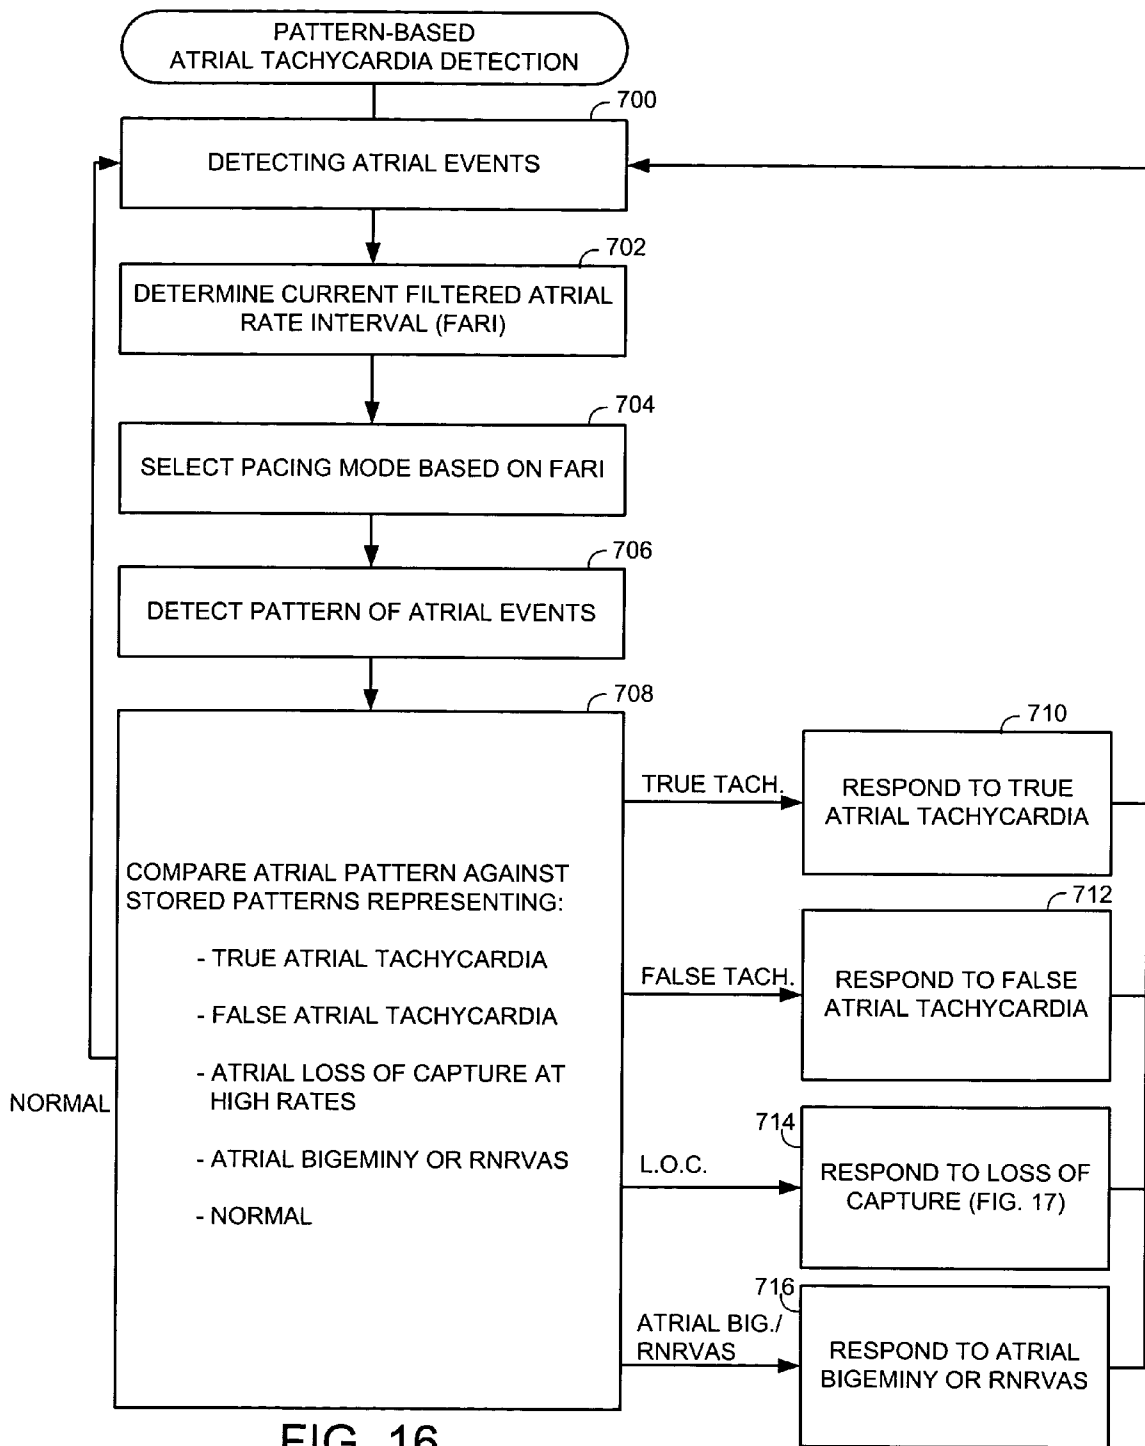 PATTERN-BASED
ATRIAL TACHYCARDIA DETECTION
700
DETECTING ATRIAL EVENTS
702
DETERMINE CURRENT FILTERED ATRIAL
RATE INTERVAL (FARI)
704
SELECT PACING MODE BASED ON FARI
706
DETECT PATTERN OF ATRIAL EVENTS
708
COMPARE ATRIAL PATTERN AGAINST
STORED PATTERNS REPRESENTING:
- TRUE ATRIAL TACHYCARDIA
- FALSE ATRIAL TACHYCARDIA
- ATRIAL LOSS OF CAPTURE AT
HIGH RATES
- ATRIAL BIGEMINY OR RNRVAS
- NORMAL
NORMAL
TRUE TACH.
710
RESPOND TO TRUE
ATRIAL TACHYCARDIA
FALSE TACH.
712
RESPOND TO FALSE
ATRIAL TACHYCARDIA
L.O.C.
714
RESPOND TO LOSS OF
CAPTURE (FIG. 17)
ATRIAL BIG./
RNRVAS
716
RESPOND TO ATRIAL
BIGEMINY OR RNRVAS
FIG. 16